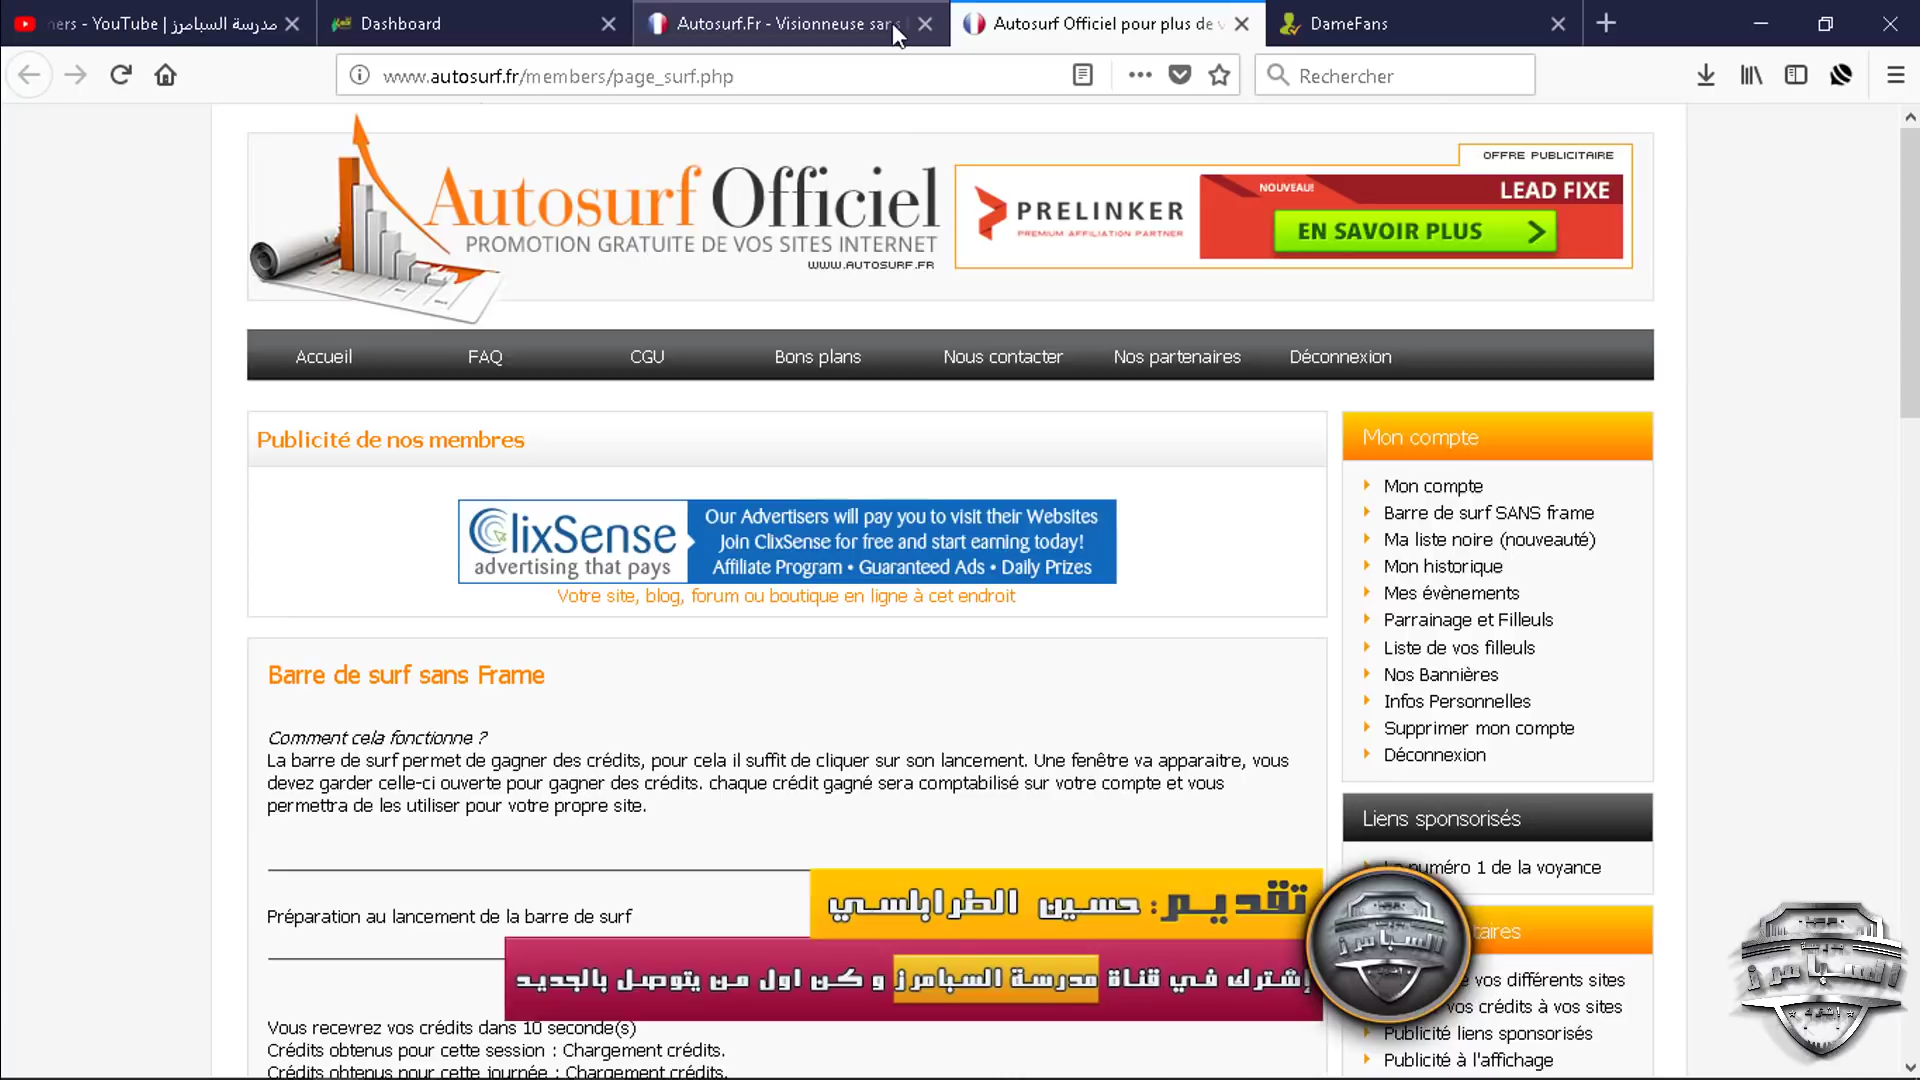 ners - YouTube | مدرسة السبامرز
Dashboard
Autosurf.Fr - Visionneuse sans
Autosurf Officiel pour plus de v
DameFans
www.autosurf.fr/members/page_surf.php
Rechercher
Autosurf Officiel
PROMOTION GRATUITE DE VOS SITES INTERNET
WWW.AUTOSURF.FR
OFFRE PUBLICITAIRE
PRELINKER
PREMIUM AFFILIATION PARTNER
NOUVEAU!
LEAD FIXE
EN SAVOIR PLUS
Accueil
FAQ
CGU
Bons plans
Nous contacter
Nos partenaires
Déconnexion
Publicité de nos membres
ClixSense
advertising that pays
Our Advertisers will pay you to visit their Websites
Join ClixSense for free and start earning today!
Affiliate Program • Guaranteed Ads • Daily Prizes
Votre site, blog, forum ou boutique en ligne à cet endroit
Barre de surf sans Frame
Comment cela fonctionne ?
La barre de surf permet de gagner des crédits, pour cela il suffit de cliquer sur son lancement. Une fenêtre va apparaitre, vous
devez garder celle-ci ouverte pour gagner des crédits. chaque crédit gagné sera comptabilisé sur votre compte et vous
permettra de les utiliser pour votre propre site.
Préparation au lancement de la barre de surf
Vous recevrez vos crédits dans 10 seconde(s)
Crédits obtenus pour cette session : Chargement crédits.
Crédits obtenus pour cette journée : Chargement crédits.
Mon compte
Mon compte
Barre de surf SANS frame
Ma liste noire (nouveauté)
Mon historique
Mes évènements
Parrainage et Filleuls
Liste de vos filleuls
Nos Bannières
Infos Personnelles
Supprimer mon compte
Déconnexion
Liens sponsorisés
numéro 1 de la voyance
taires
vos différents sites
vos crédits à vos sites
Publicité liens sponsorisés
Publicité à l'affichage
تقديم: حسين الطرابلسي
إشترك في قناة مدرسة السبامرز و كن اول من يتوصل بالجديد
السبامرز
السبامرز